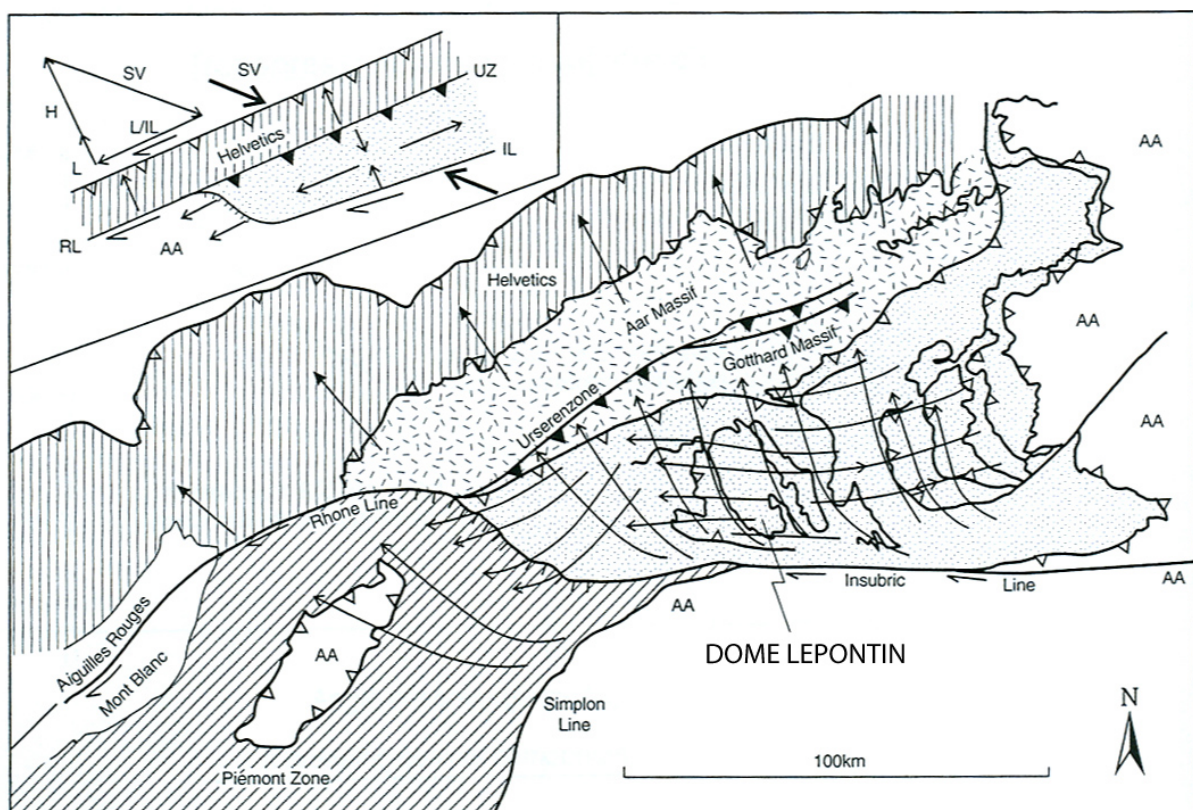 SV
SV
UZ
H
L/IL
Helvetics
IL
L
RL
AA
AA
Helvetics
Aar Massif
AA
Gotthard Massif
Urserenzone
AA
Rhone Line
Insubric
Line
AA
AA
AA
DOME LEPONTIN
Aiguilles Rouges
Mont Blanc
Simplon
Line
N
100km
Piémont Zone